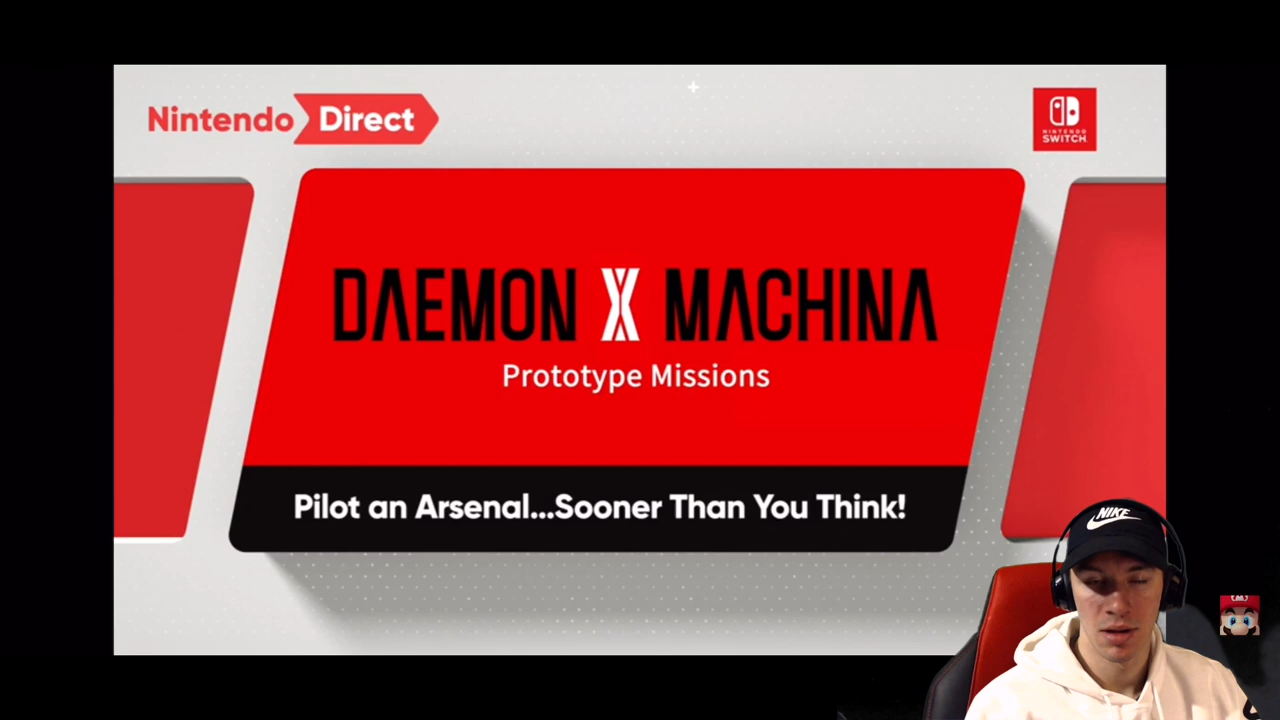 Nintendo Direct
NINTENDO
SWITCH
DAEMON X MACHINA
Prototype Missions
Pilot an Arsenal...Sooner Than You Think!
NIKE